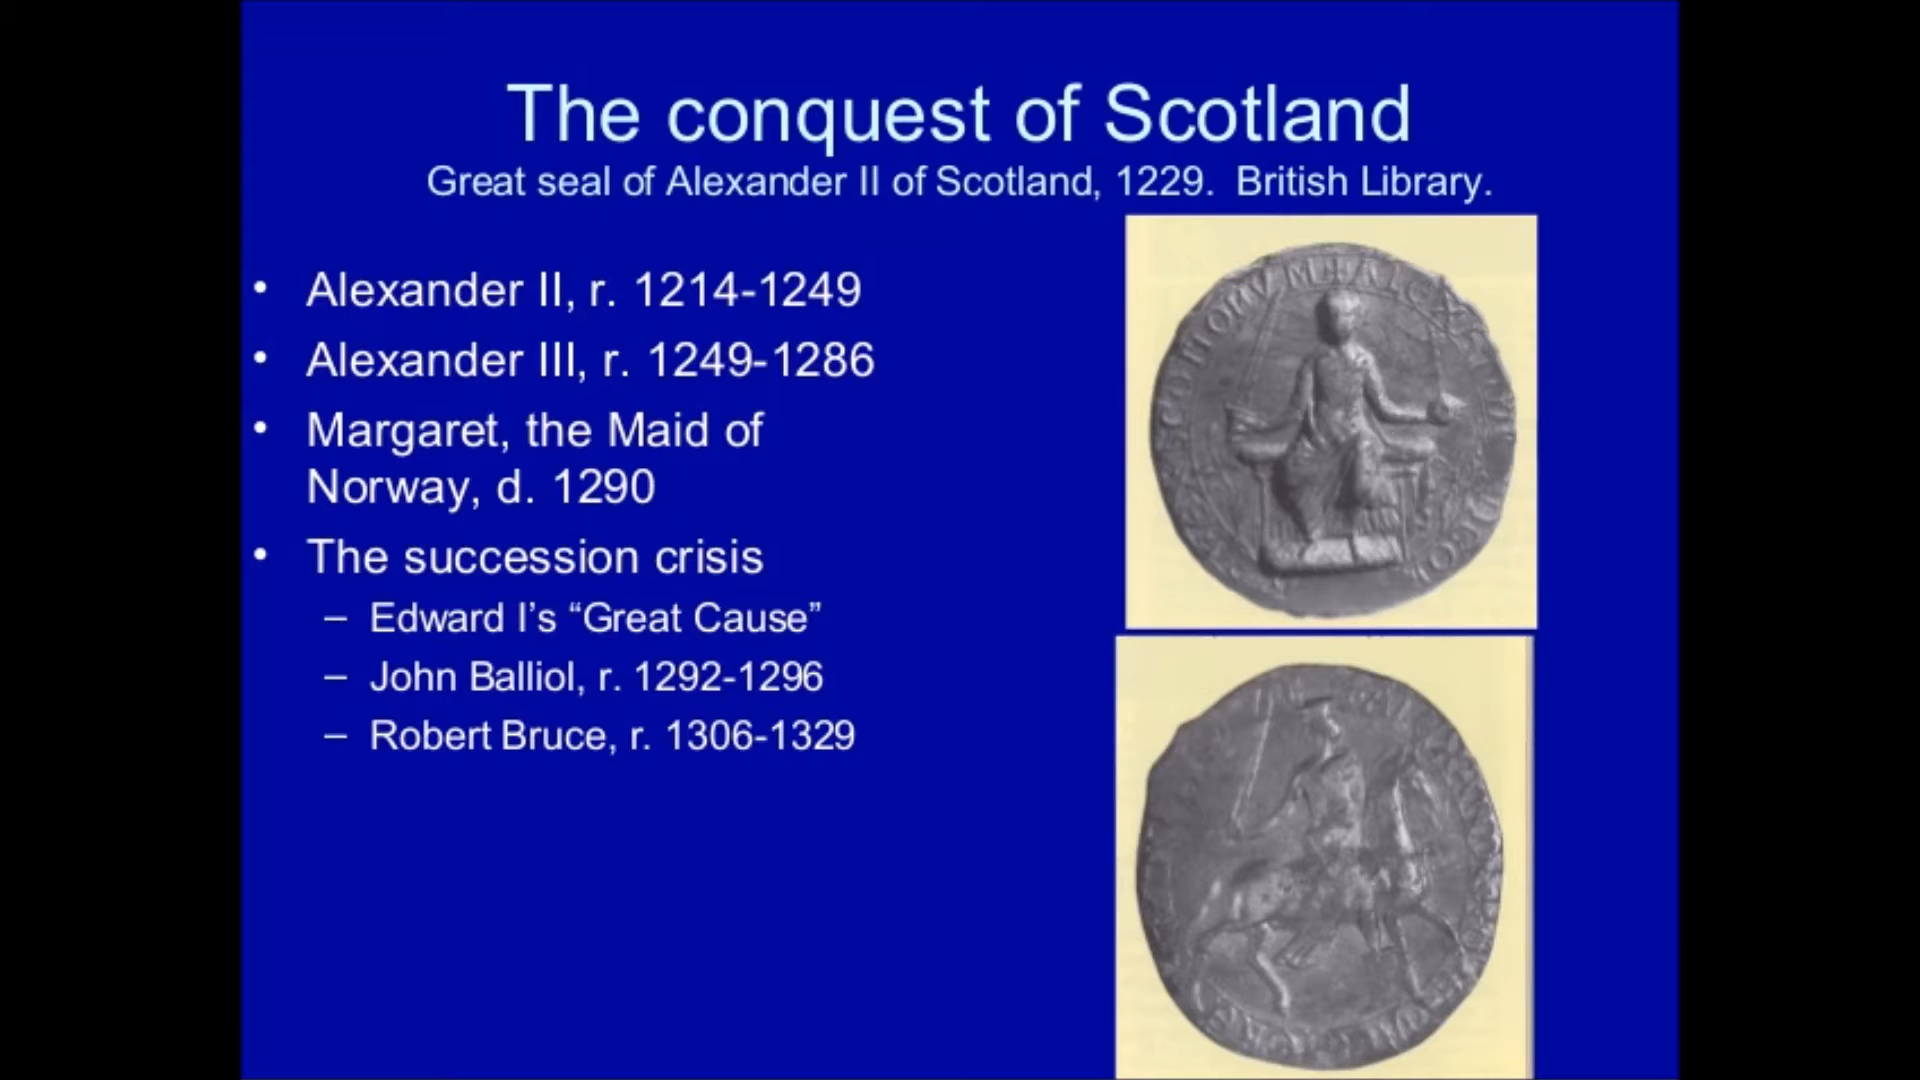 The conquest of Scotland
Great seal of Alexander II of Scotland, 1229. British Library.
• Alexander II, r. 1214-1249
• Alexander III, r. 1249-1286
• Margaret, the Maid of
Norway, d. 1290
• The succession crisis
– Edward I’s “Great Cause”
– John Balliol, r. 1292-1296
– Robert Bruce, r. 1306-1329